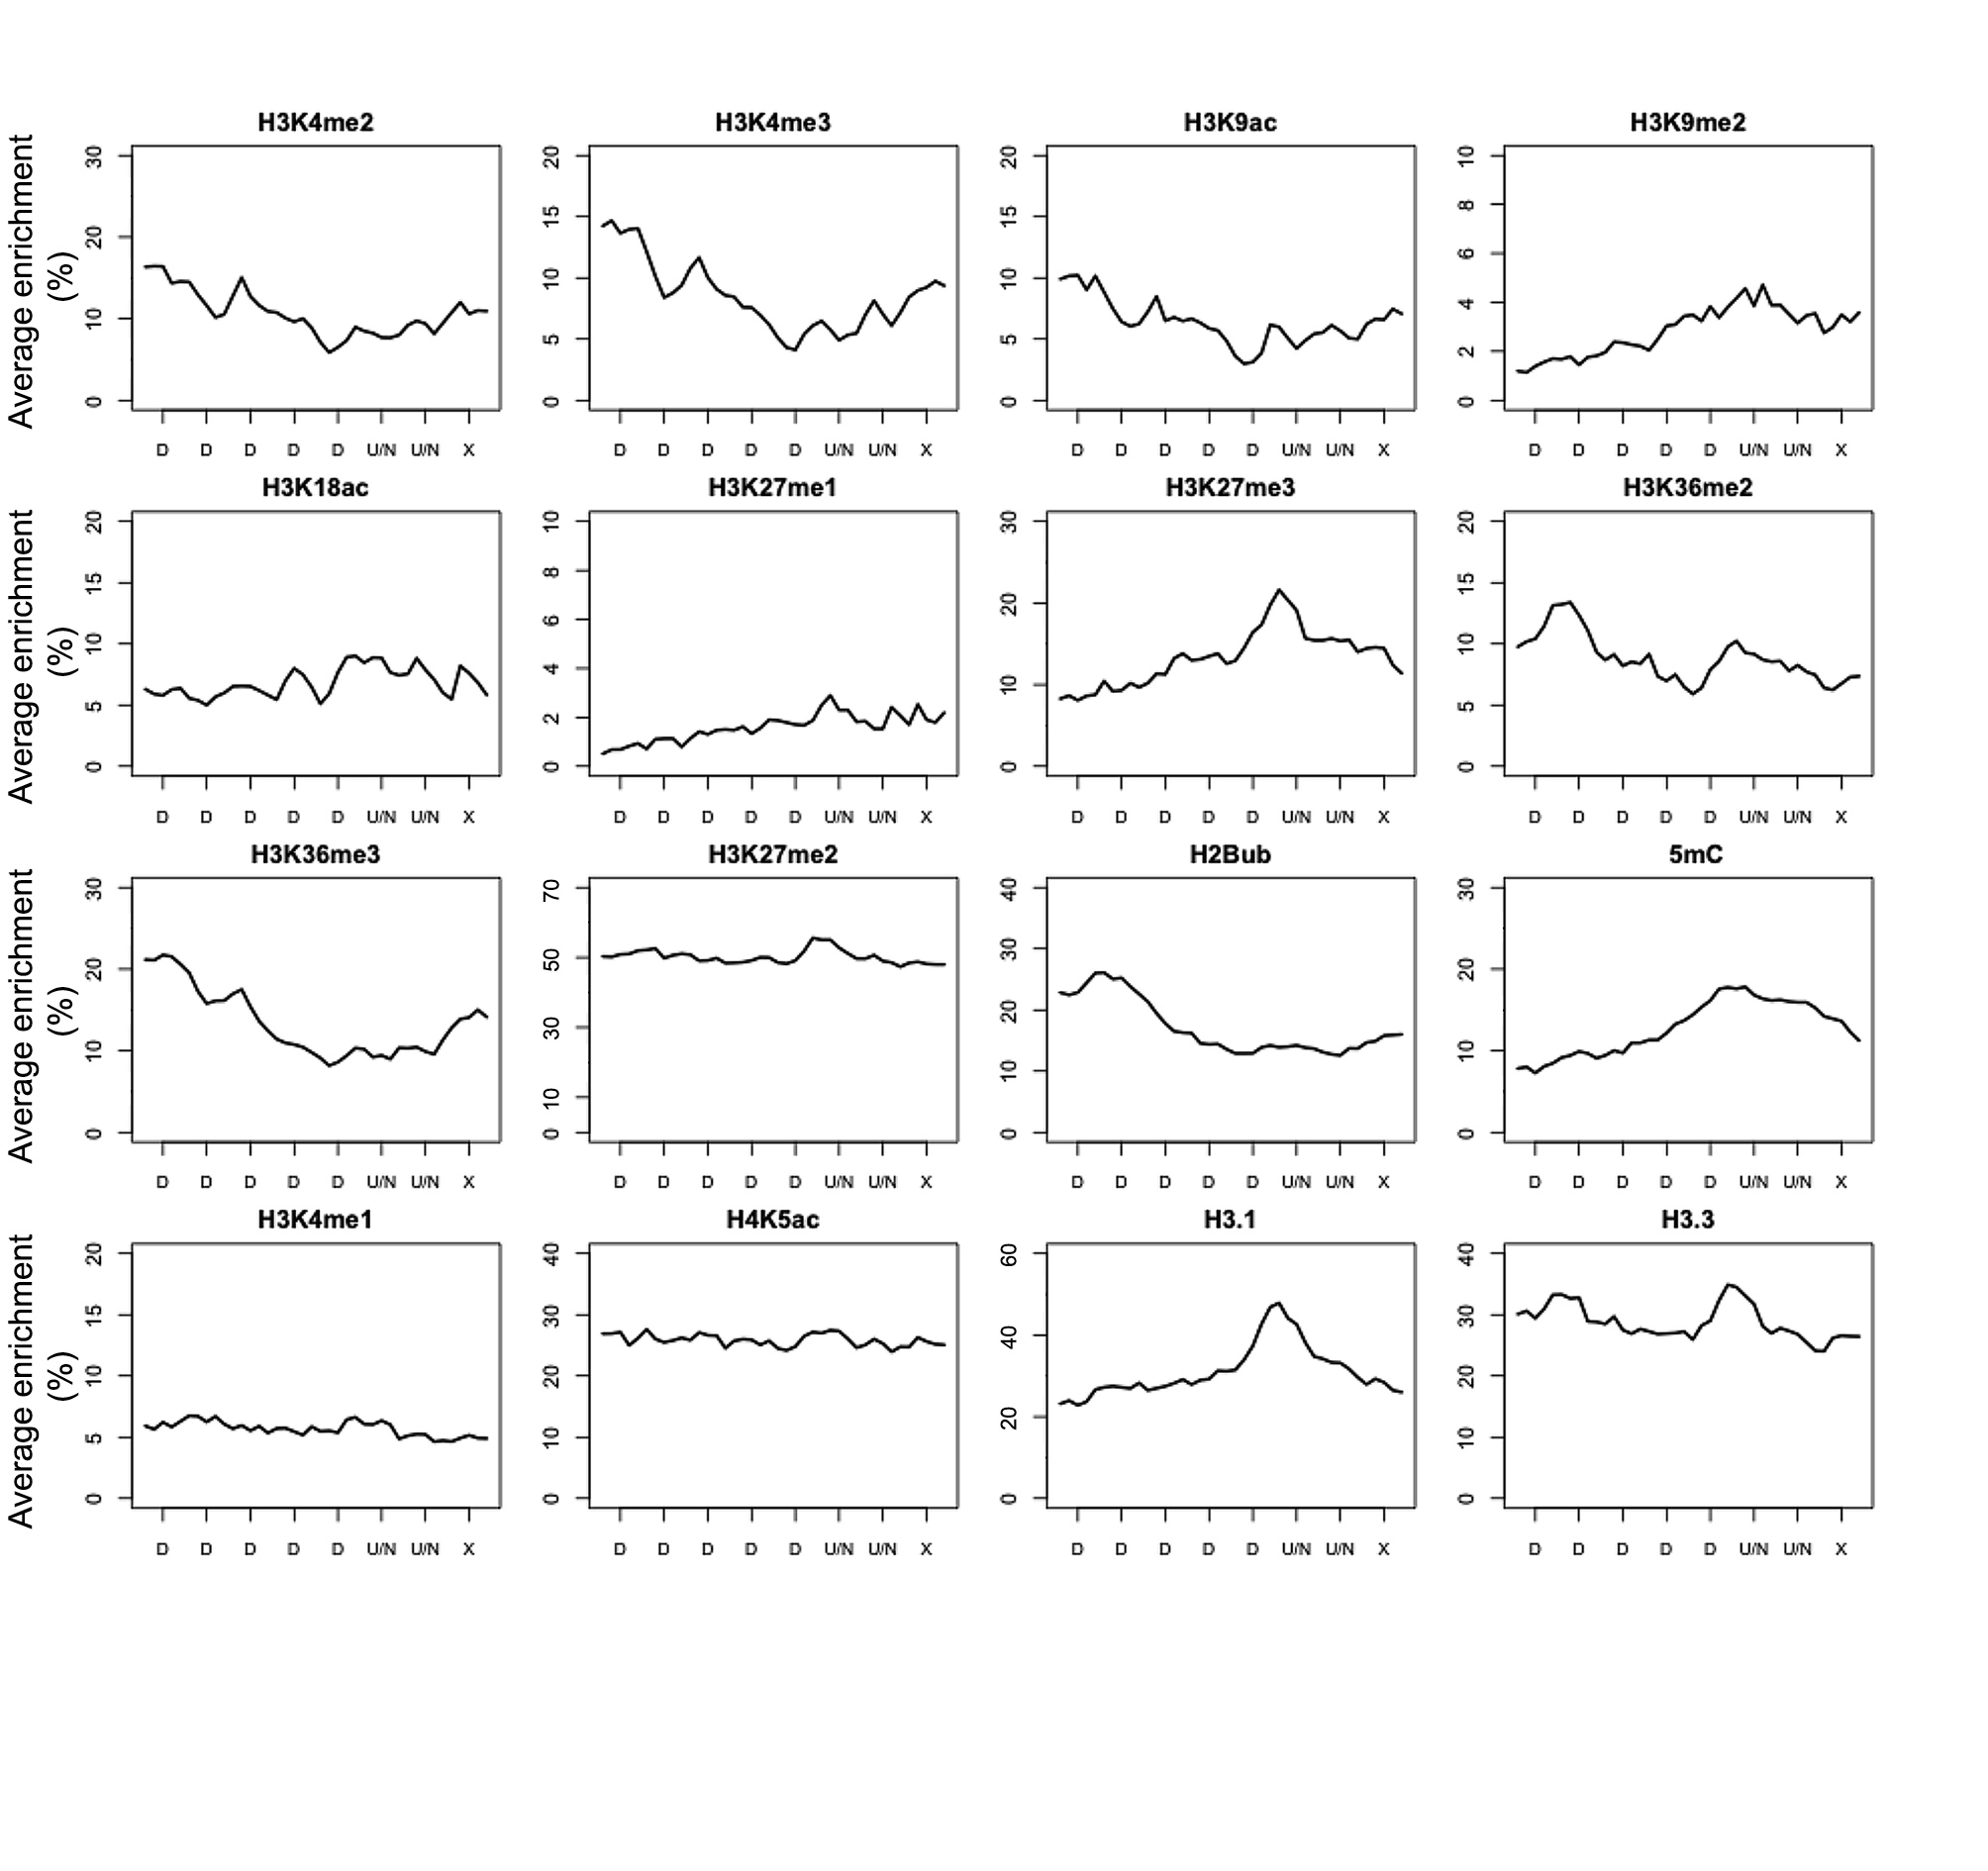 H3K4me2 H3K4me3 H3K9ac H3K9me2
Average enrichment
(%)
0 10 20 30
0 5 10 15 20
0 5 10 15 20
0 2 4 6 8 10
D D D D D U/N U/N X
D D D D D U/N U/N X
D D D D D U/N U/N X
D D D D D U/N U/N X
H3K18ac H3K27me1 H3K27me3 H3K36me2
Average enrichment
(%)
0 5 10 15 20
0 2 4 6 8 10
0 10 20 30
0 5 10 15 20
D D D D D U/N U/N X
D D D D D U/N U/N X
D D D D D U/N U/N X
D D D D D U/N U/N X
H3K36me3 H3K27me2 H2Bub 5mC
Average enrichment
(%)
0 10 20 30
0 10 30 50 70
0 10 20 30 40
0 10 20 30
D D D D D U/N U/N X
D D D D D U/N U/N X
D D D D D U/N U/N X
D D D D D U/N U/N X
H3K4me1 H4K5ac H3.1 H3.3
Average enrichment
(%)
0 5 10 15 20
0 10 20 30 40
0 20 40 60
0 10 20 30 40
D D D D D U/N U/N X
D D D D D U/N U/N X
D D D D D U/N U/N X
D D D D D U/N U/N X